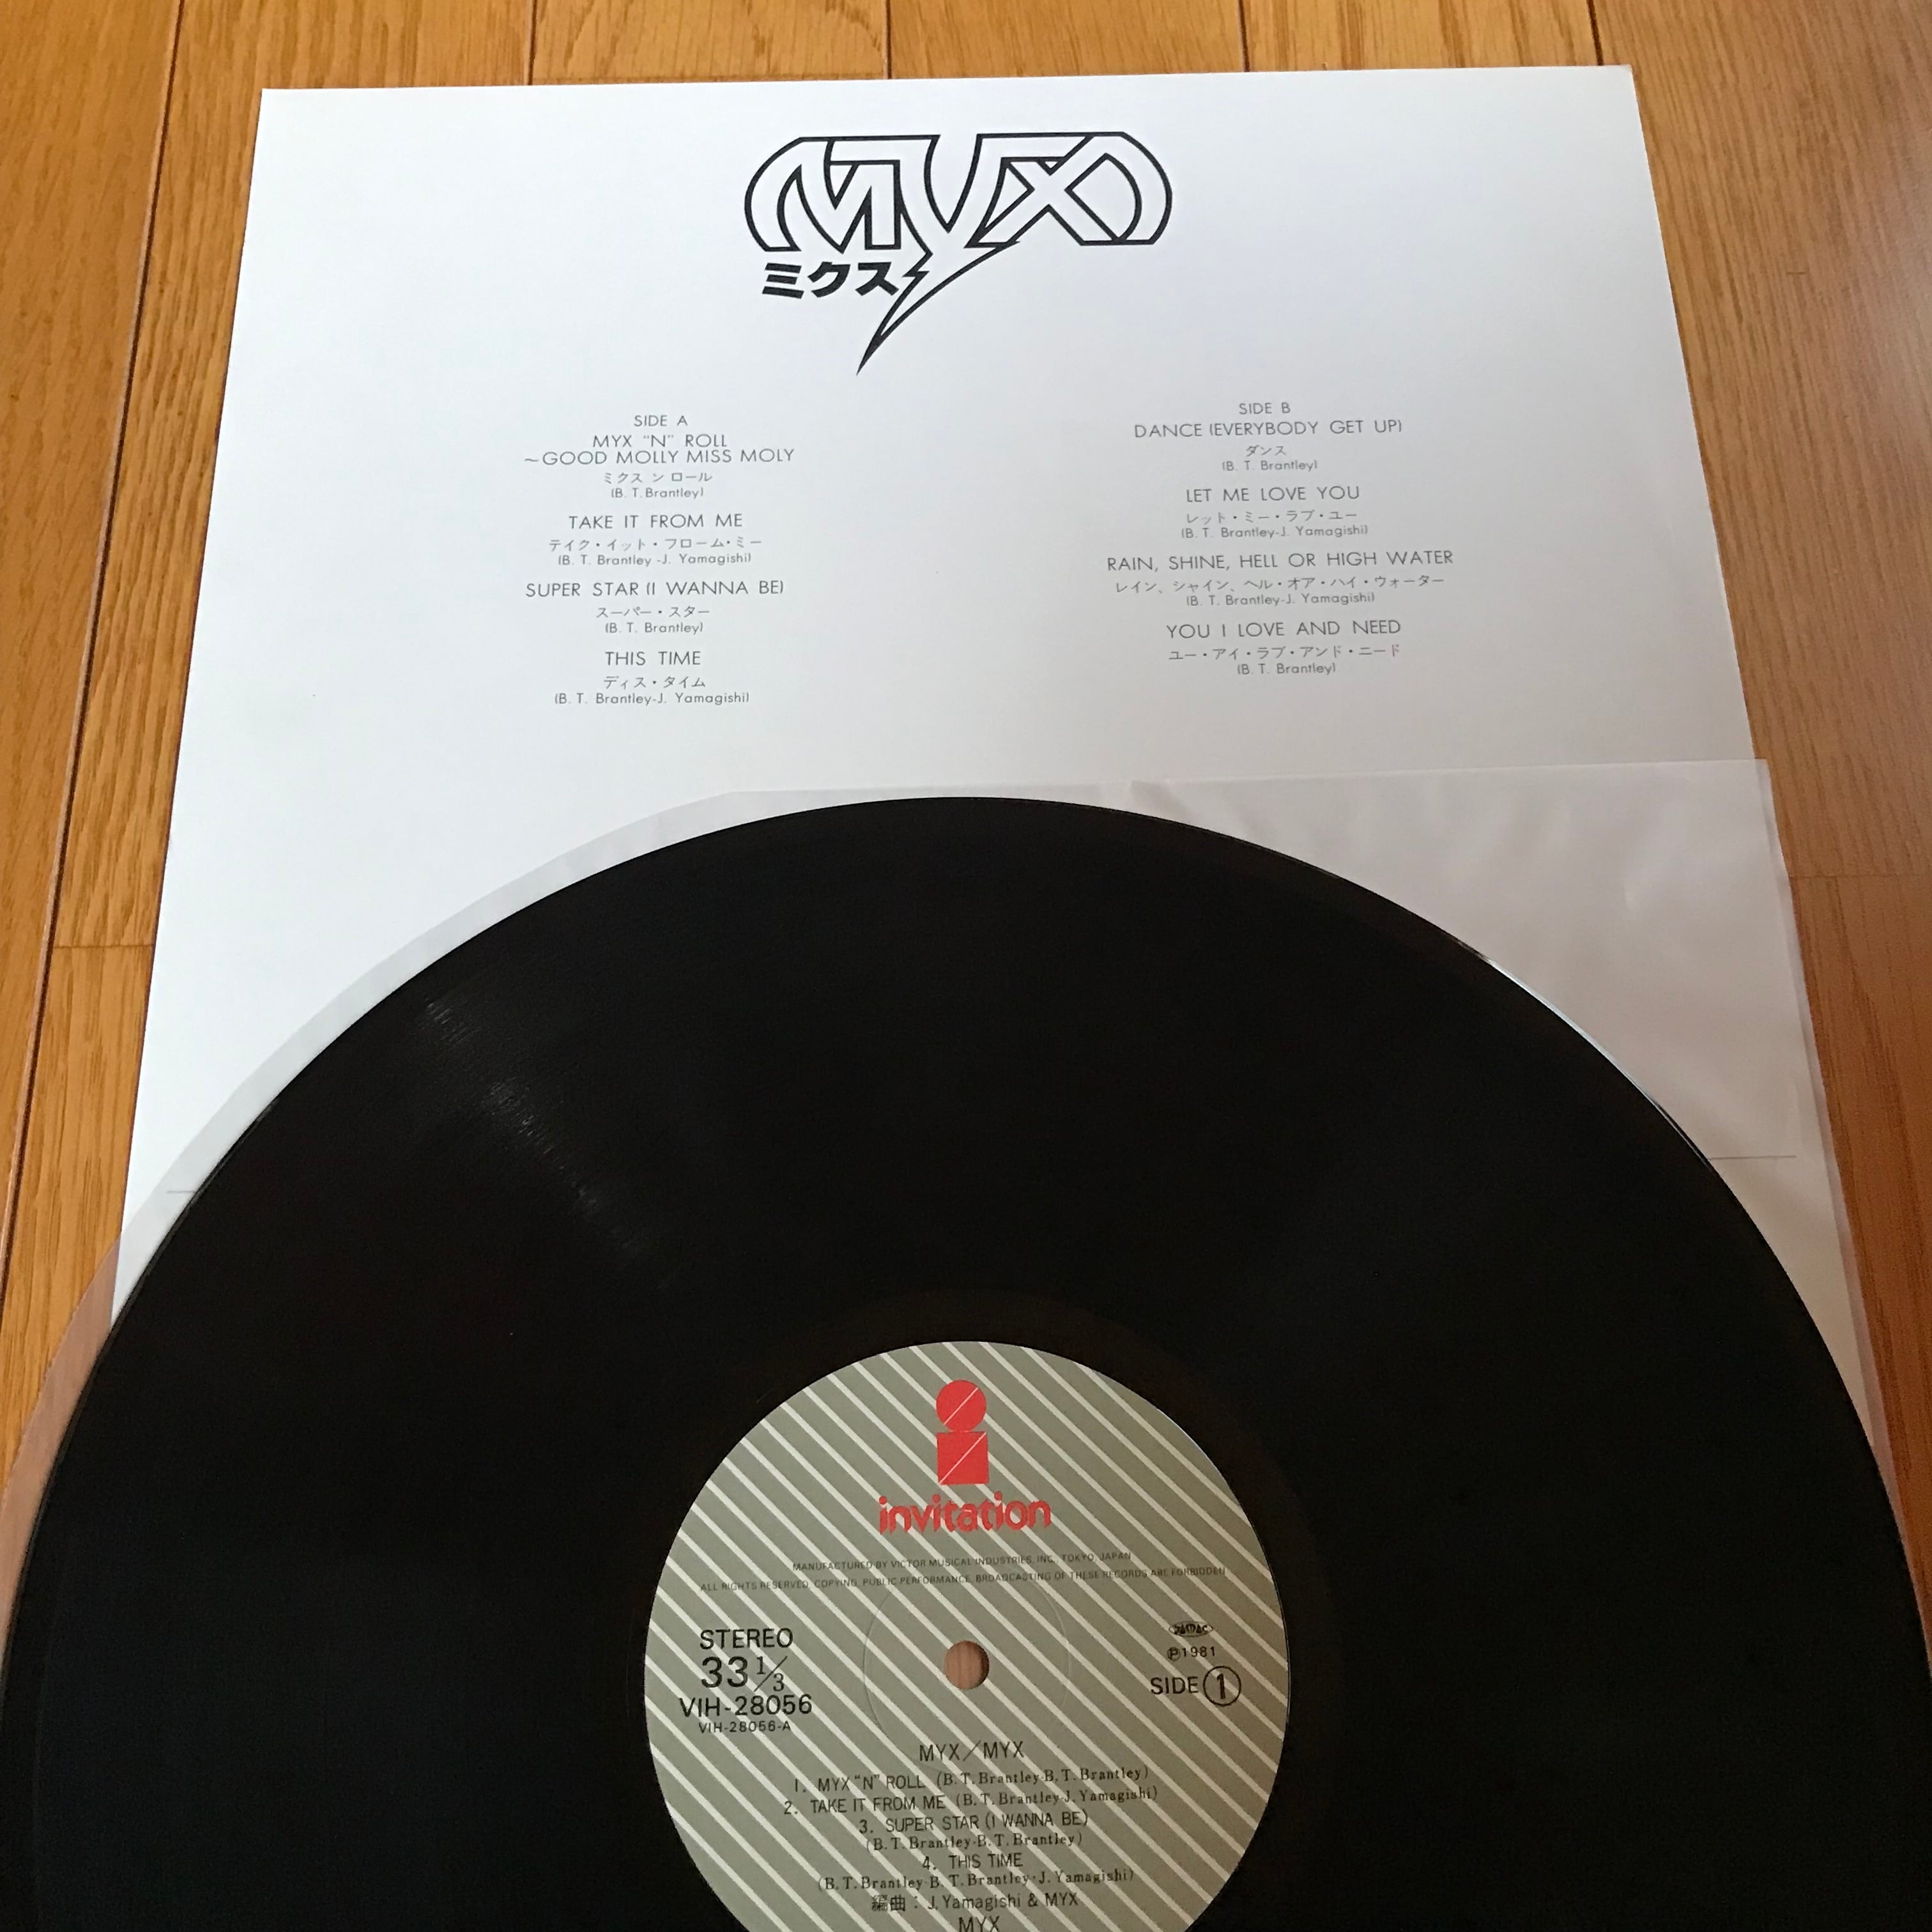 MYX
ミクス
SIDE A
MYX "N" ROLL
~GOOD MOLLY MISS MOLY
ミクス ン ロール
(B. T. Brantley)
TAKE IT FROM ME
テイク・イット・フローム・ミー
(B. T. Brantley -J. Yamagishi)
SUPER STAR (I WANNA BE)
スーパー・スター
(B. T. Brantley)
THIS TIME
ディス・タイム
(B. T. Brantley-J. Yamagishi)
SIDE B
DANCE (EVERYBODY GET UP)
ダンス
(B. T. Brantley)
LET ME LOVE YOU
レット・ミー・ラブ・ユー
(B. T. Brantley-J. Yamagishi)
RAIN, SHINE, HELL OR HIGH WATER
レイン、シャイン、ヘル・オア・ハイ・ウォーター
(B. T. Brantley-J. Yamagishi)
YOU I LOVE AND NEED
ユー・アイ・ラブ・アンド・ニード
(B. T. Brantley)
invitation
MANUFACTURED BY VICTOR MUSICAL INDUSTRIES, INC., TOKYO, JAPAN
ALL RIGHTS RESERVED, COPYING, PUBLIC PERFORMANCE, BROADCASTING OF THESE RECORDS ARE FORBIDDEN
STEREO
33 1/3
VIH-28056
VIH-28056-A
℗1981
SIDE 1
MYX/MYX
1. MYX "N" ROLL (B. T. Brantley-B. T. Brantley)
2. TAKE IT FROM ME (B. T. Brantley-J. Yamagishi)
3. SUPER STAR (I WANNA BE)
(B. T. Brantley-B. T. Brantley)
4. THIS TIME
(B. T. Brantley-B. T. Brantley・J. Yamagishi)
編曲：J. Yamagishi & MYX
MYX